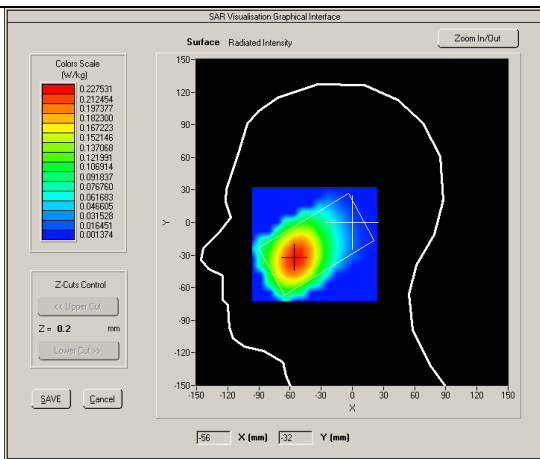 SAR Visualisation Graphical Interface
Surface Radiated Intensity
Zoom In/Out
Colors Scale
(W/kg)
0.227531
0.212454
0.197377
0.182300
0.167223
0.152146
0.137068
0.121991
0.106914
0.091837
0.076760
0.061683
0.046605
0.031528
0.016451
0.001374
Z-Cuts Control
<< Upper Cut
Z = 0.2 mm
Lower Cut >>
SAVE Cancel
150-
120-
90-
60-
30-
0-
-30-
-60-
-90-
-120-
-150-
Y
-150 -120 -90 -60 -30 0 30 60 90 120 150
X
-56 X (mm) -32 Y (mm)